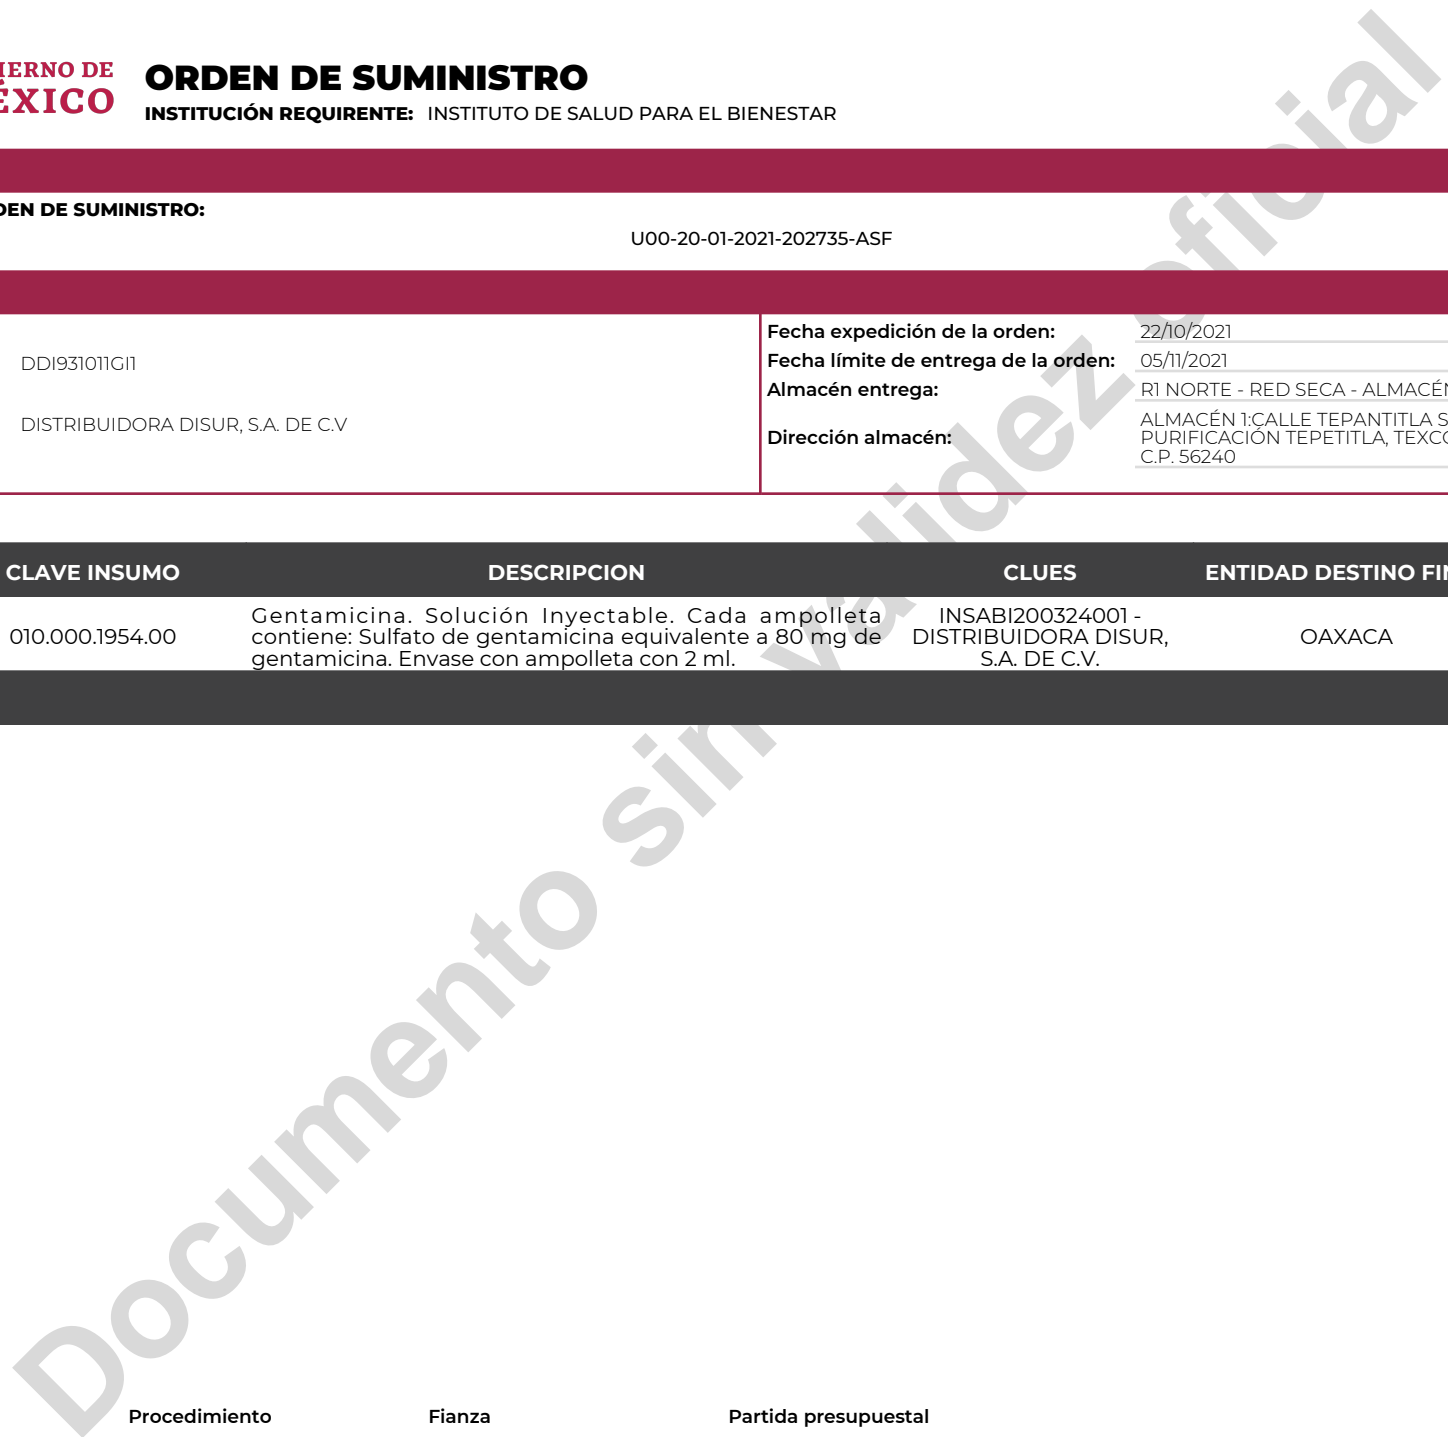 IERNO DE
ÉXICO
ORDEN DE SUMINISTRO
INSTITUCIÓN REQUIRENTE: INSTITUTO DE SALUD PARA EL BIENESTAR
DEN DE SUMINISTRO:
U00-20-01-2021-202735-ASF
DDI931011GI1
DISTRIBUIDORA DISUR, S.A. DE C.V
Fecha expedición de la orden: 22/10/2021
Fecha límite de entrega de la orden: 05/11/2021
Almacén entrega: R1 NORTE - RED SECA - ALMACÉN
Dirección almacén: ALMACÉN 1:CALLE TEPANTITLA S
PURIFICACIÓN TEPETITLA, TEXCO
C.P. 56240
CLAVE INSUMO DESCRIPCION CLUES ENTIDAD DESTINO FIN
010.000.1954.00
Gentamicina. Solución Inyectable. Cada ampolleta
contiene: Sulfato de gentamicina equivalente a 80 mg de
gentamicina. Envase con ampolleta con 2 ml.
INSABI200324001 -
DISTRIBUIDORA DISUR,
S.A. DE C.V.
OAXACA
Documento sin validez oficial
Procedimiento Fianza Partida presupuestal